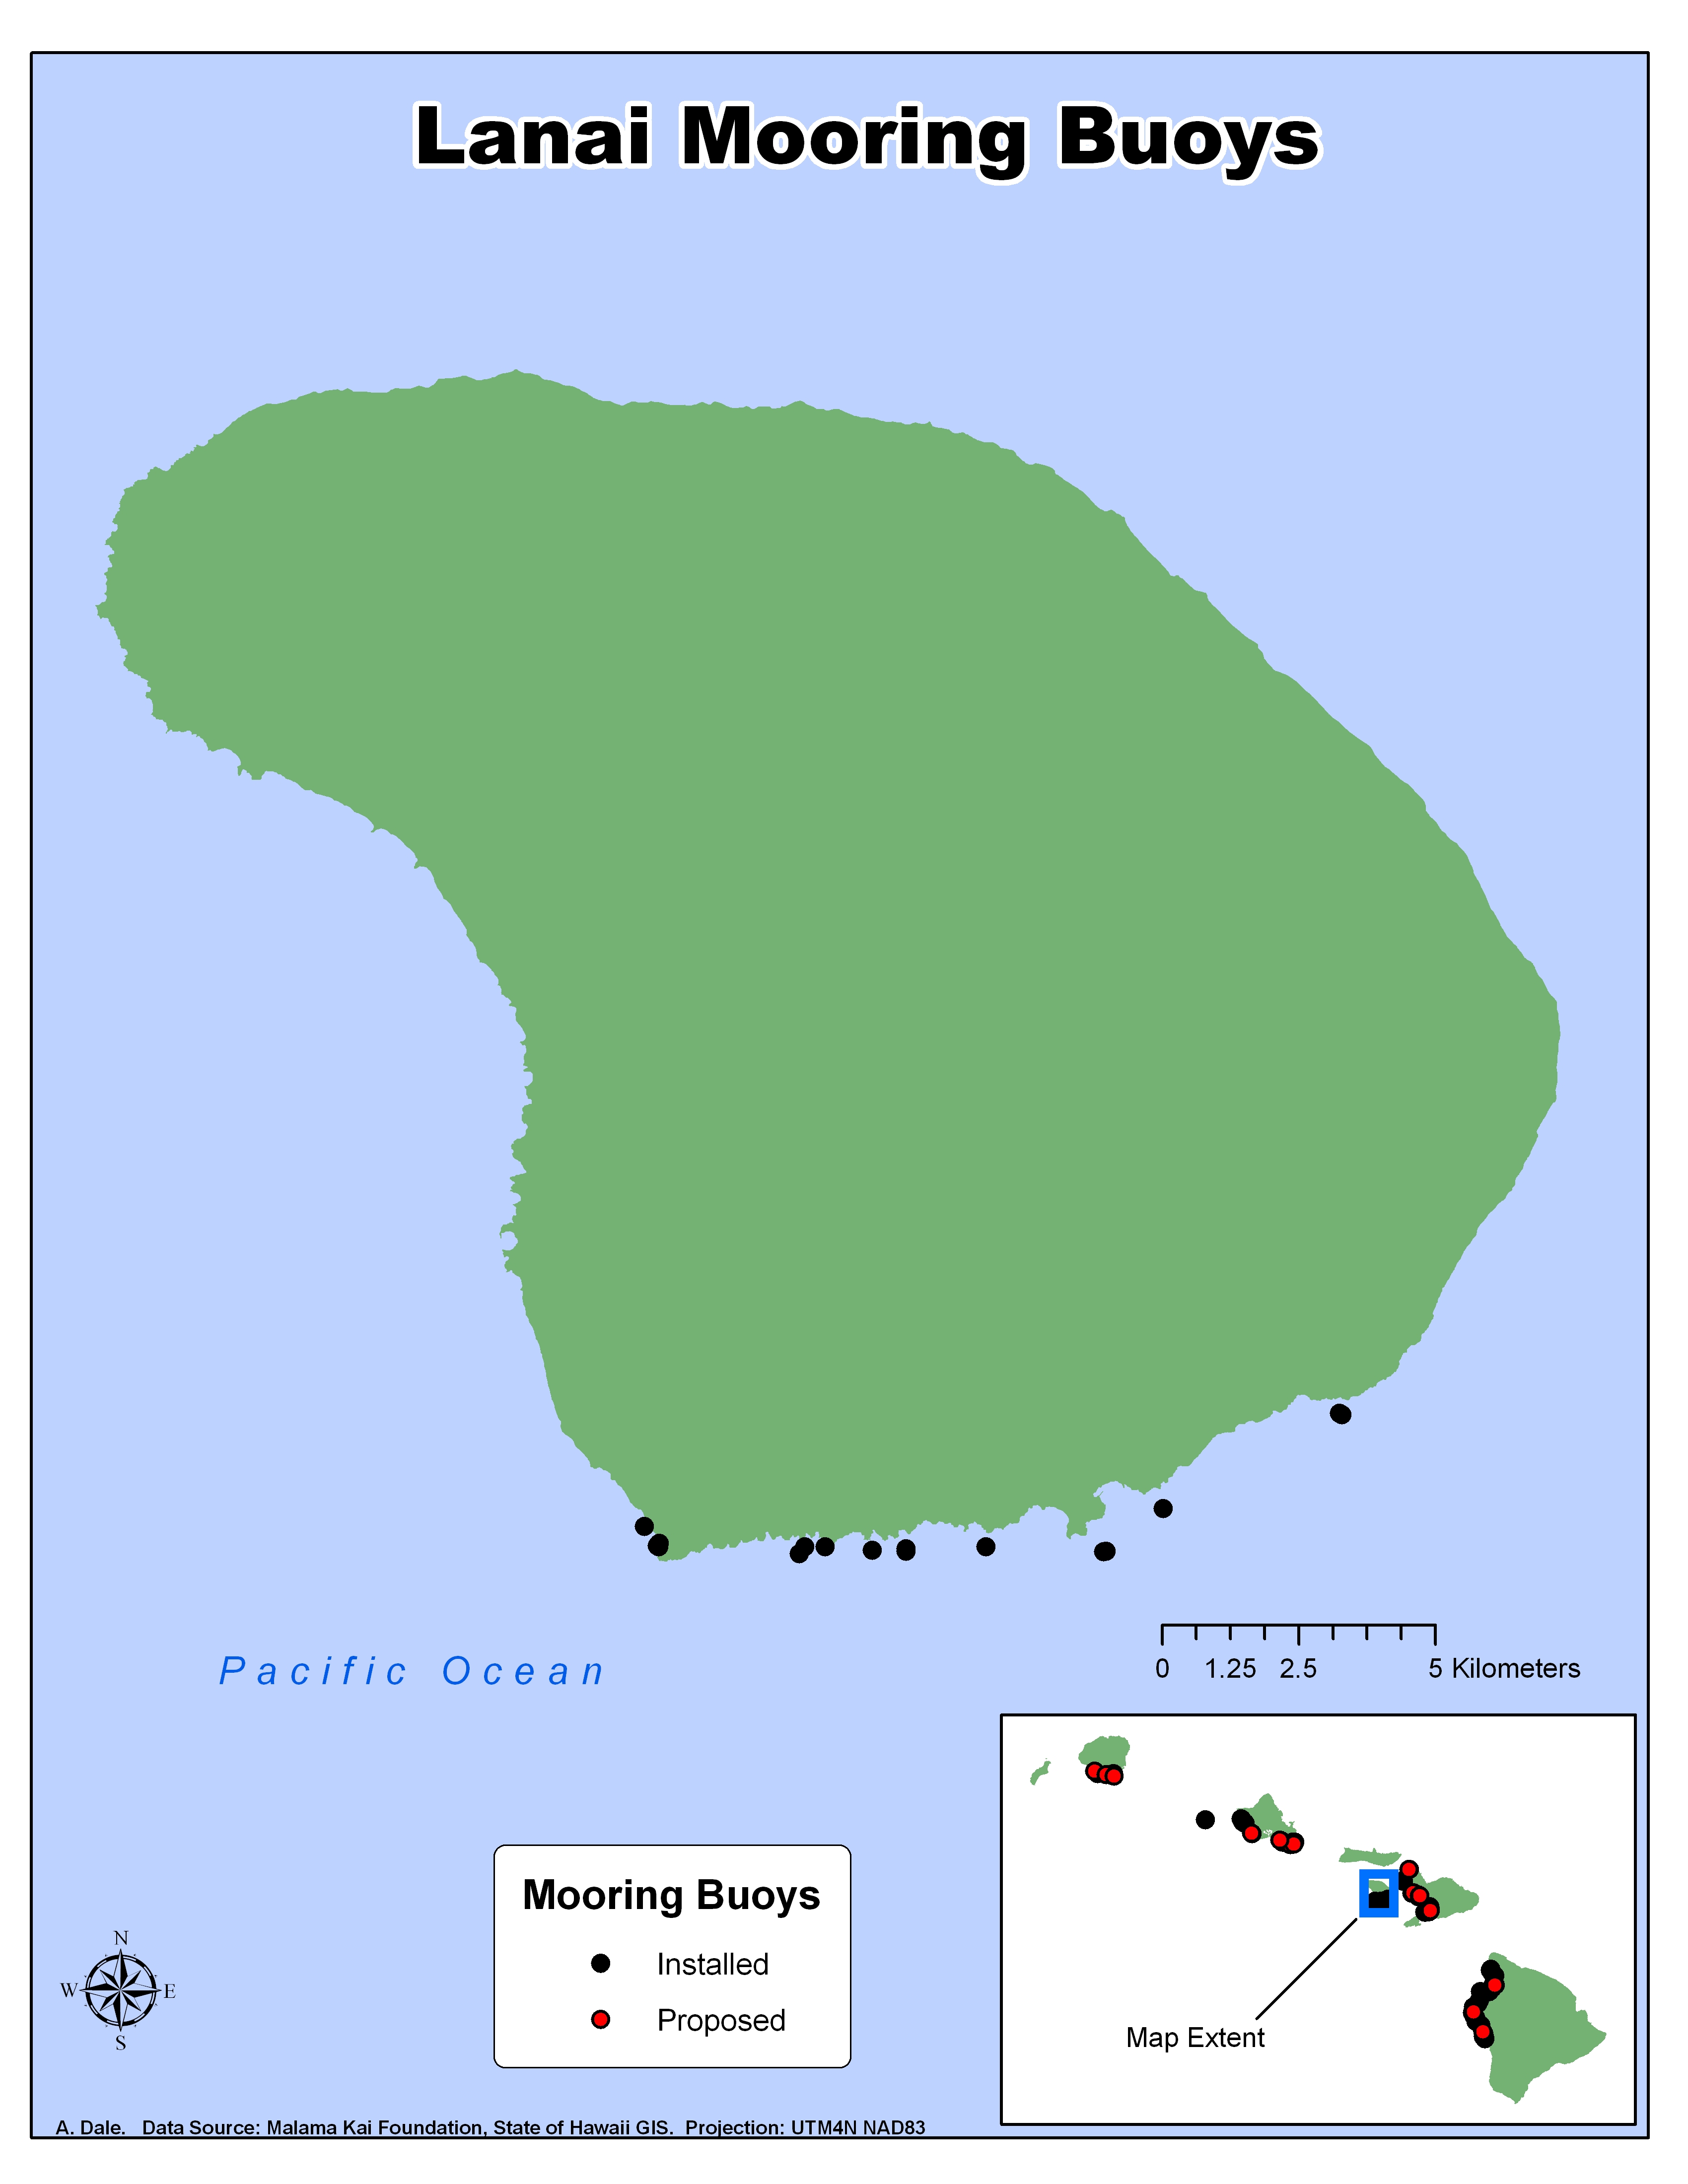 Lanai Mooring Buoys
Pacific Ocean
0 1.25 2.5 5 Kilometers
Mooring Buoys
Installed
Proposed
N
W E
S
Map Extent
A. Dale. Data Source: Malama Kai Foundation, State of Hawaii GIS. Projection: UTM4N NAD83